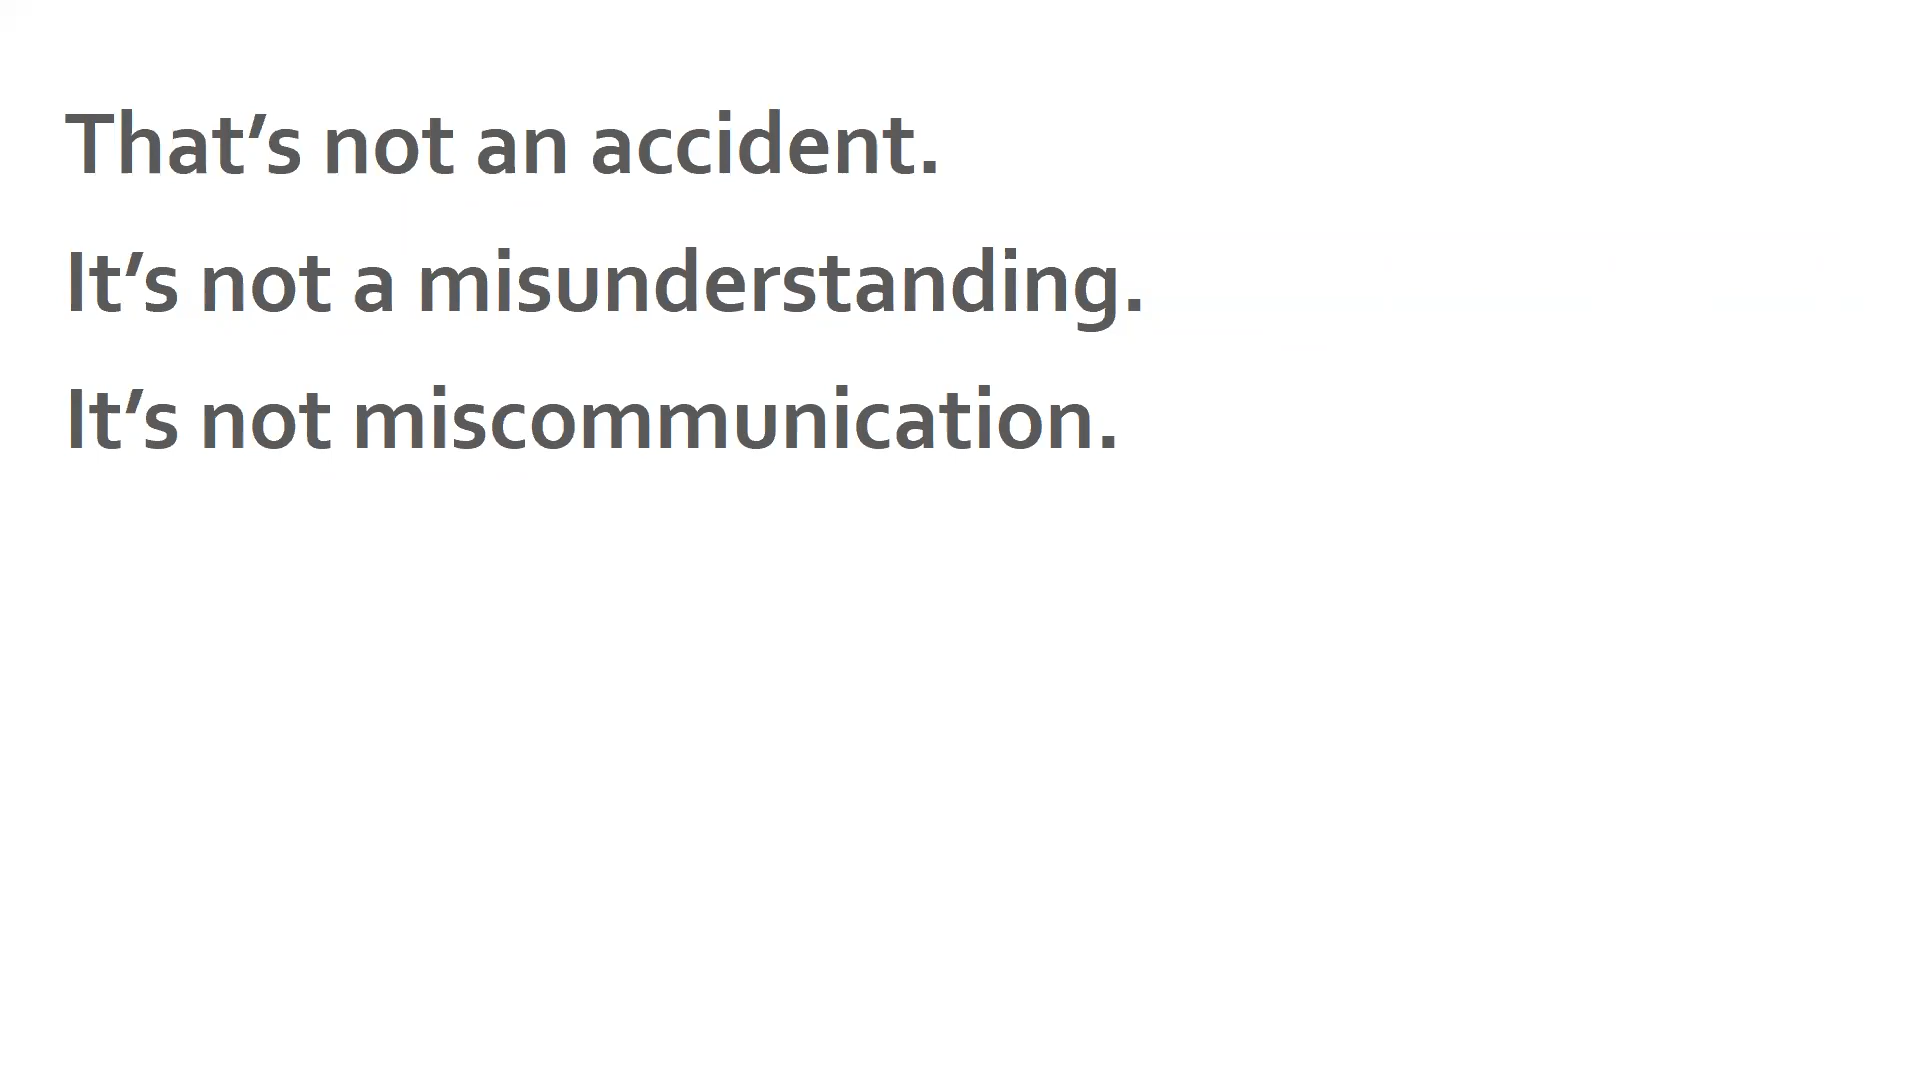 That’s not an accident.
It’s not a misunderstanding.
It’s not miscommunication.